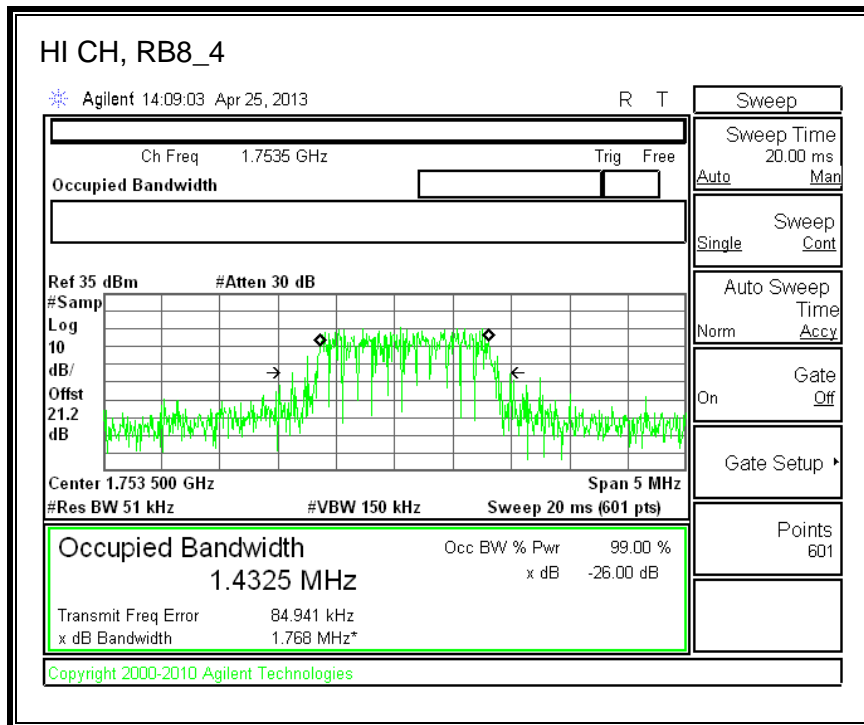 HI CH, RB8_4
Agilent 14:09:03 Apr 25, 2013 R T
Ch Freq 1.7535 GHz Trig Free
Occupied Bandwidth
Ref 35 dBm #Atten 30 dB
#Samp
Log
10
dB/
Offst
21.2
dB
Center 1.753 500 GHz Span 5 MHz
#Res BW 51 kHz #VBW 150 kHz Sweep 20 ms (601 pts)
Occupied Bandwidth Occ BW % Pwr 99.00 %
1.4325 MHz x dB -26.00 dB
Transmit Freq Error 84.941 kHz
x dB Bandwidth 1.768 MHz*
Copyright 2000-2010 Agilent Technologies
Sweep
Sweep Time
20.00 ms
Auto Man
Sweep
Single Cont
Auto Sweep
Time
Norm Accy
Gate
On Off
Gate Setup
Points
601